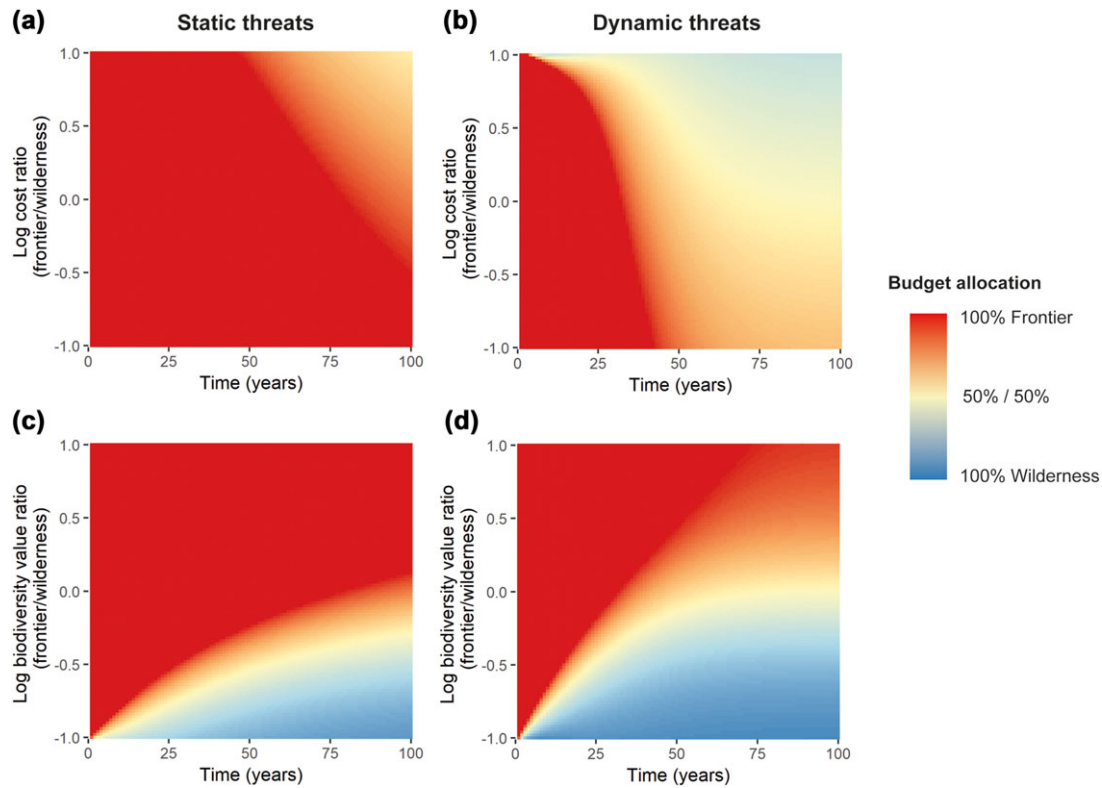 (a) Static threats
(b) Dynamic threats
1.0
0.5
0.0
-0.5
-1.0
Log cost ratio
(frontier/wilderness)
0 25 50 75 100
Time (years)
1.0
0.5
0.0
-0.5
-1.0
Log cost ratio
(frontier/wilderness)
0 25 50 75 100
Time (years)
Budget allocation
100% Frontier
50% / 50%
100% Wilderness
(c)
1.0
0.5
0.0
-0.5
-1.0
Log biodiversity value ratio
(frontier/wilderness)
0 25 50 75 100
Time (years)
(d)
1.0
0.5
0.0
-0.5
-1.0
Log biodiversity value ratio
(frontier/wilderness)
0 25 50 75 100
Time (years)